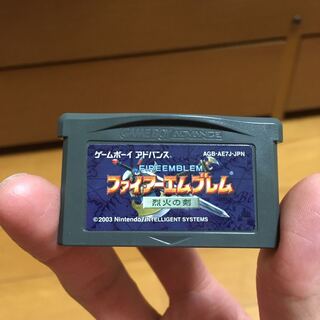 GAME BOY ADVANCE
ゲームボーイ アドバンス
AGB-AE7J-JPN
FIRE EMBLEM
ファイアーエムブレム
烈火の剣
©2003 Nintendo/INTELLIGENT SYSTEMS